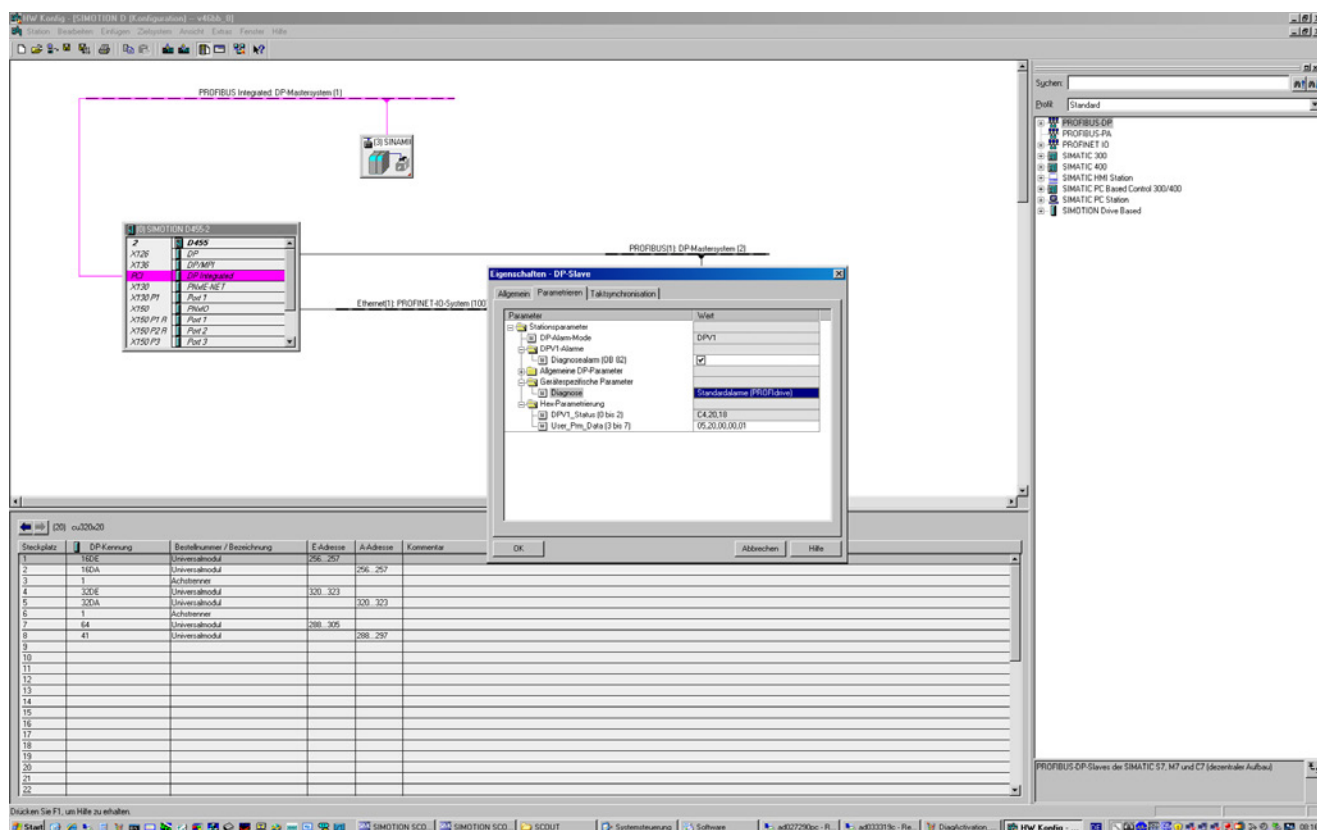 HW Konfig - [SIMOTION D (Konfiguration) -- v46bb_II]
Station Bearbeiten Einfügen Zielsystem Ansicht Extras Fenster Hilfe
PROFIBUS Integrated: DP-Mastersystem (1)
(3) SINAMI
(0) SIMOTION D455-2
2 D455
X126 DP
X136 DP/MPI
PCI DP Integrated
X130 PNxIE-NET
X130 P1 Port 1
X150 PNxIO
X150 P1 R Port 1
X150 P2 R Port 2
X150 P3 Port 3
PROFIBUS(1): DP-Mastersystem (2)
Ethernet(1): PROFINET-IO-System (100
Eigenschaften - DP-Slave
Allgemein Parametrieren Taktsynchronisation
Parameter Wert
Stationsparameter
DP-Alarm-Mode DPV1
DPV1-Alarme
Diagnosealarm (OB 82)
Allgemeine DP-Parameter
Gerätespezifische Parameter
Diagnose Standardalarme (PROFIdrive)
Hex-Parametrierung
DPV1_Status (0 bis 2) C4,20,18
User_Prm_Data (3 bis 7) 05,20,00,00,01
OK Abbrechen Hilfe
Suchen:
Profil: Standard
PROFIBUS-DP
PROFIBUS-PA
PROFINET IO
SIMATIC 300
SIMATIC 400
SIMATIC HMI Station
SIMATIC PC Based Control 300/400
SIMATIC PC Station
SIMOTION Drive Based
(20) cu320x20
Steckplatz DP-Kennung Bestellnummer / Bezeichnung E-Adresse A-Adresse Kommentar
1 16DE Universalmodul 256...257
2 16DA Universalmodul 256...257
3 1 Achstrenner
4 32DE Universalmodul 320...323
5 32DA Universalmodul 320...323
6 1 Achstrenner
7 64 Universalmodul 288...305
8 41 Universalmodul 288...297
9
10
11
12
13
14
15
16
17
18
19
20
21
22
PROFIBUS-DP-Slaves der SIMATIC S7, M7 und C7 (dezentraler Aufbau)
Drücken Sie F1, um Hilfe zu erhalten.
Start SIMOTION SCO... SIMOTION SCO... SCOUT Systemsteuerung Software ad027290pc - R... ad033319c - Re... DiagActivation ... HW Konfig - ...